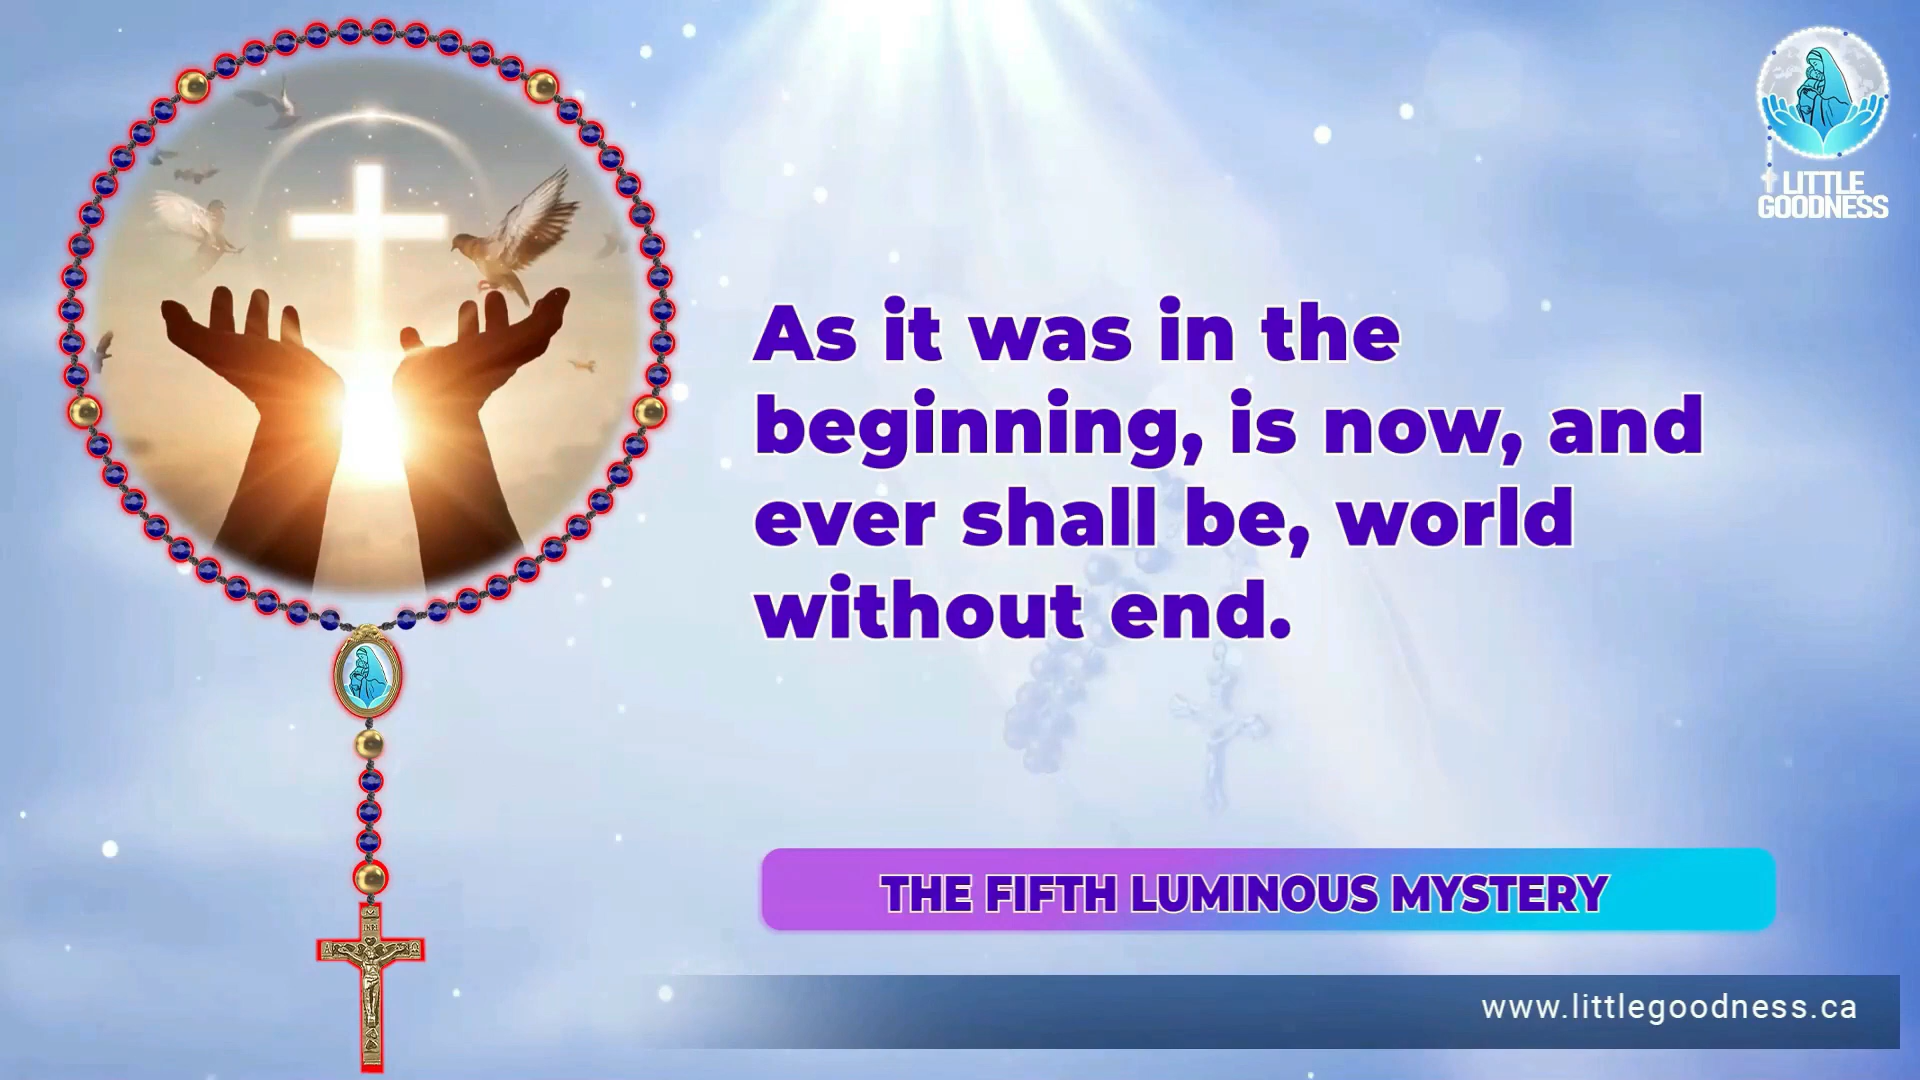 LITTLE
GOODNESS
As it was in the
beginning, is now, and
ever shall be, world
without end.
THE FIFTH LUMINOUS MYSTERY
INRI
www.littlegoodness.ca